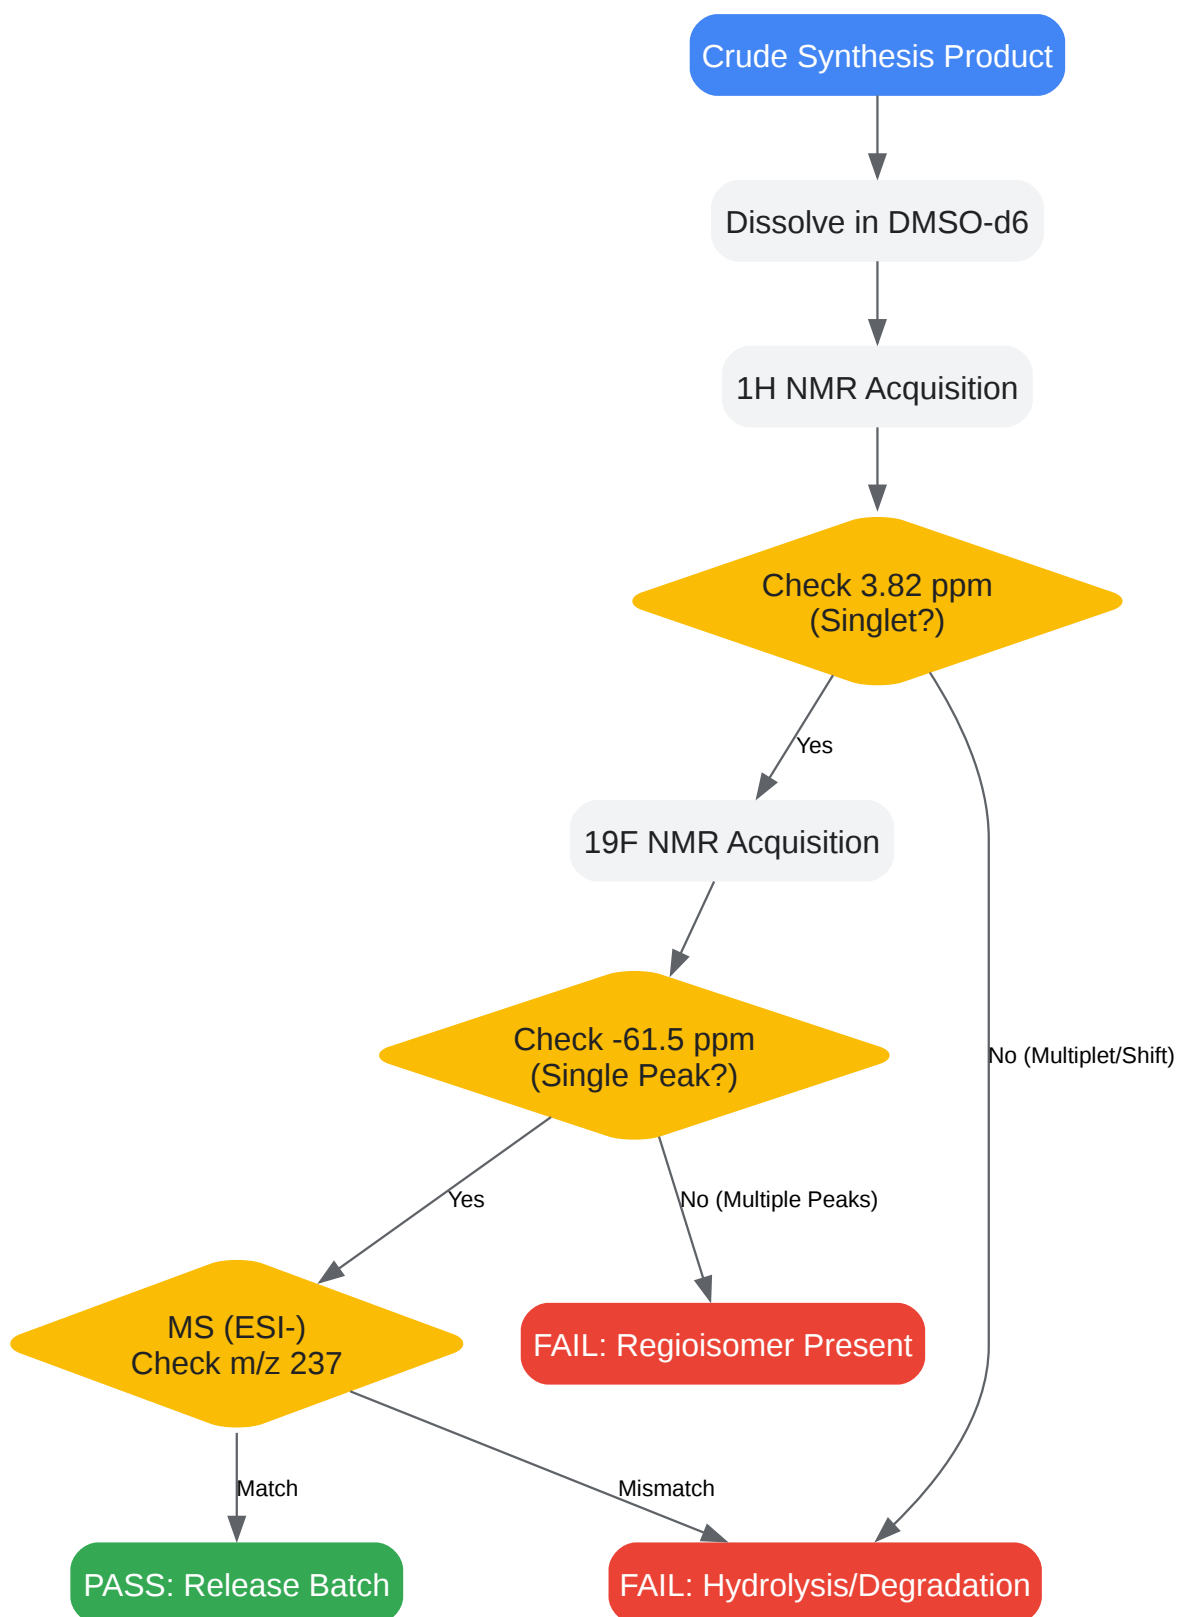 Crude Synthesis Product
Dissolve in DMSO-d6
1H NMR Acquisition
Check 3.82 ppm
(Singlet?)
Yes
19F NMR Acquisition
Check -61.5 ppm
(Single Peak?)
No (Multiplet/Shift)
Yes
No (Multiple Peaks)
MS (ESI-)
Check m/z 237
FAIL: Regioisomer Present
Match
Mismatch
PASS: Release Batch
FAIL: Hydrolysis/Degradation